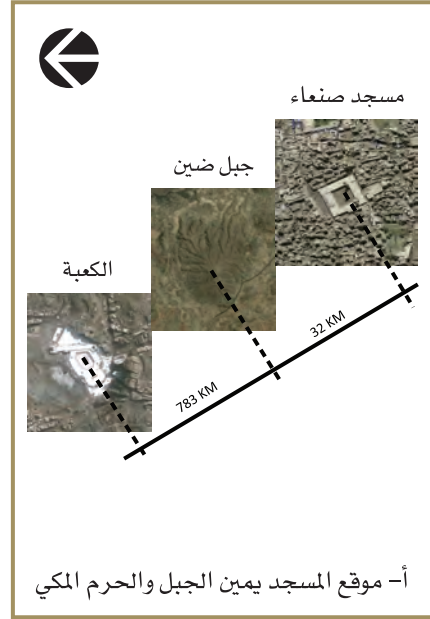 مسجد صنعاء
جبل ضين
الكعبة
32 KM
783 KM
أ- موقع المسجد يمين الجبل والحرم المكي